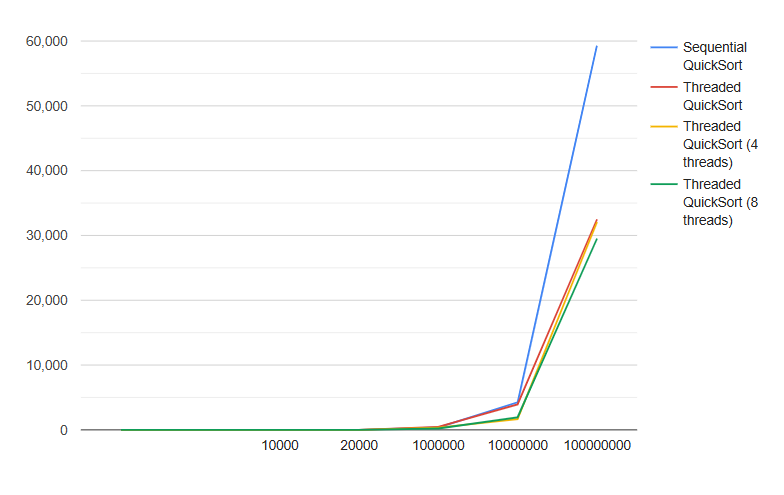 60,000
50,000
40,000
30,000
20,000
10,000
0
10000
20000
1000000
10000000
100000000
Sequential
QuickSort
Threaded
QuickSort
Threaded
QuickSort (4
threads)
Threaded
QuickSort (8
threads)